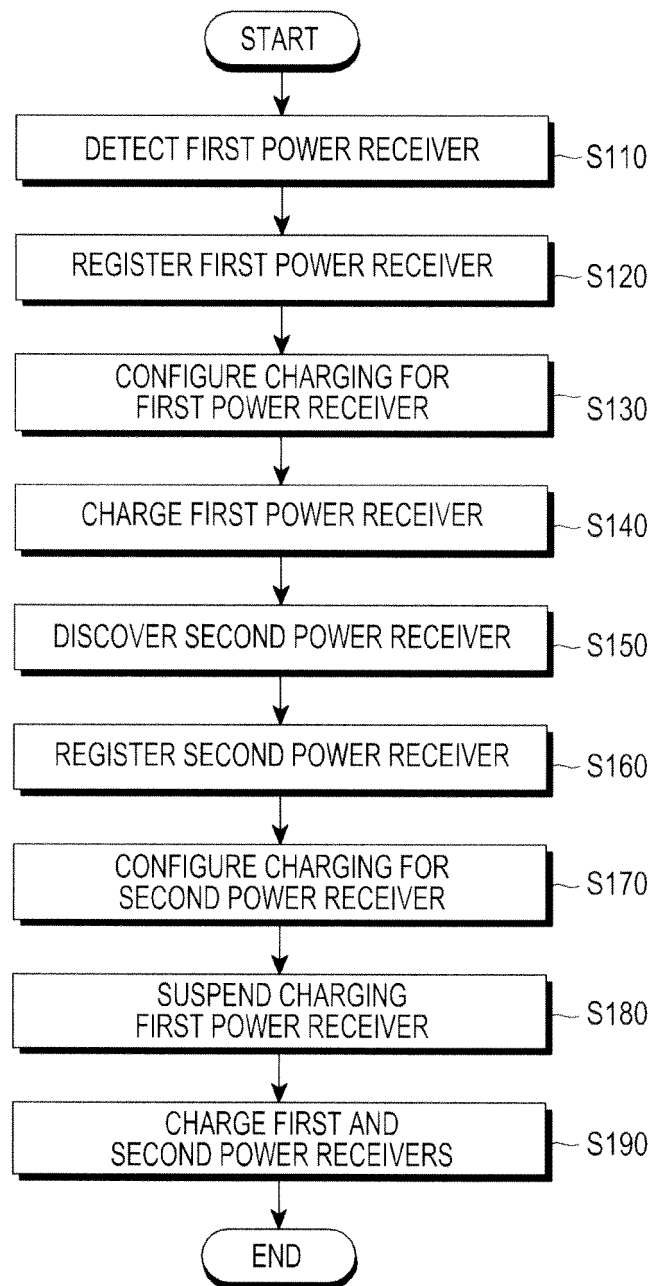 START
DETECT FIRST POWER RECEIVER
S110
REGISTER FIRST POWER RECEIVER
S120
CONFIGURE CHARGING FOR
FIRST POWER RECEIVER
S130
CHARGE FIRST POWER RECEIVER
S140
DISCOVER SECOND POWER RECEIVER
S150
REGISTER SECOND POWER RECEIVER
S160
CONFIGURE CHARGING FOR
SECOND POWER RECEIVER
S170
SUSPEND CHARGING
FIRST POWER RECEIVER
S180
CHARGE FIRST AND
SECOND POWER RECEIVERS
S190
END